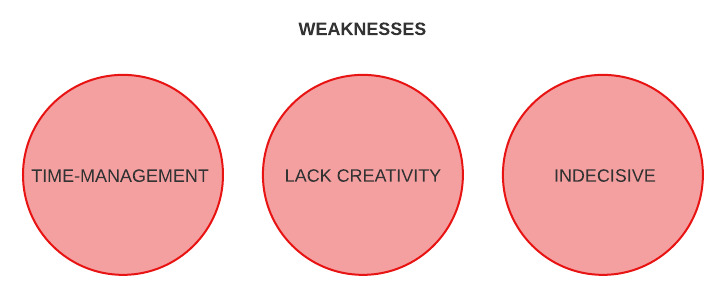 WEAKNESSES
TIME-MANAGEMENT
LACK CREATIVITY
INDECISIVE